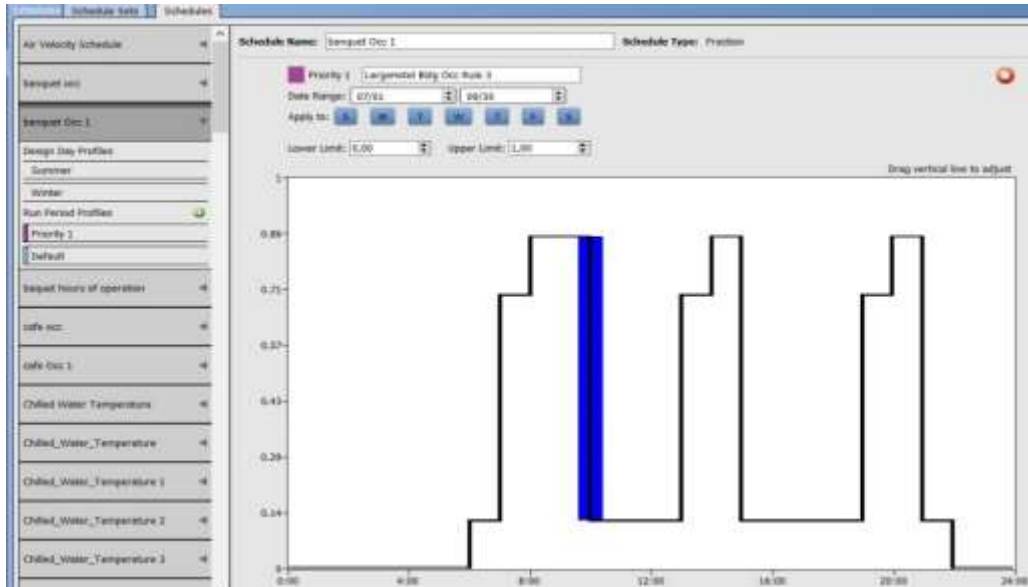 Schedule Sets
Schedules
Air Velocity Schedule
banquet occ
banquet Occ 1
Design Day Profiles
Summer
Winter
Run Period Profiles
Priority 1
Default
hours of operation
cafe occ
cafe Occ 1
Chilled Water Temperature
Chilled_Water_Temperature
Chilled_Water_Temperature 1
Chilled_Water_Temperature 2
Chilled_Water_Temperature 3
Schedule Name: banquet Occ 1 Schedule Type: Fraction
Priority 1 Bldg Occ Rule 3
Date Range: 07/01
Apply to: S M T W T F S
Lower Limit: 0.00 Upper Limit: 1.00
Drag vertical line to adjust
1
0.86
0.71
0.57
0.43
0.29
0.14
0
0:00 4:00 8:00 12:00 16:00 20:00 24:00